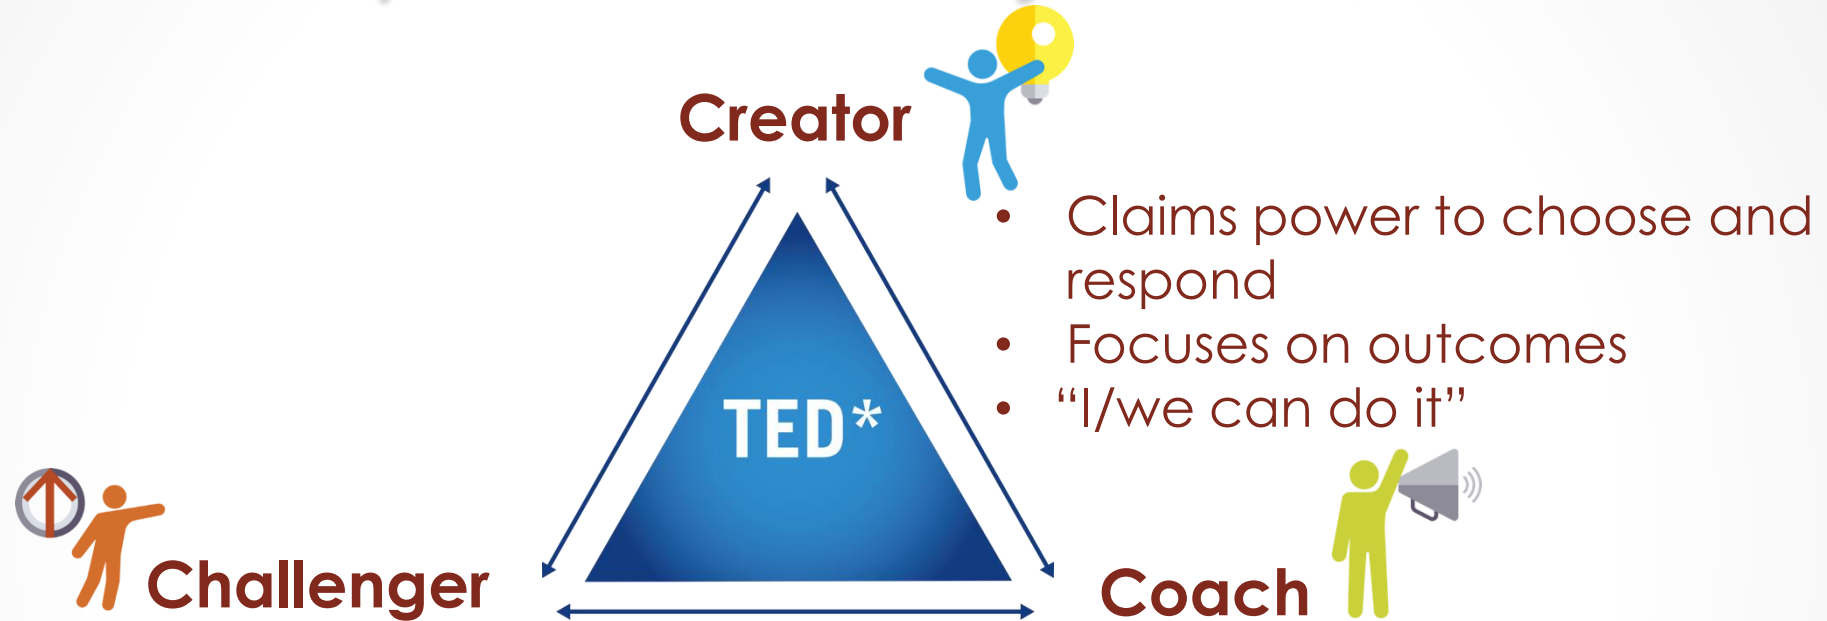 Creator
• Claims power to choose and
respond
• Focuses on outcomes
• “I/we can do it”
TED*
Challenger
Coach